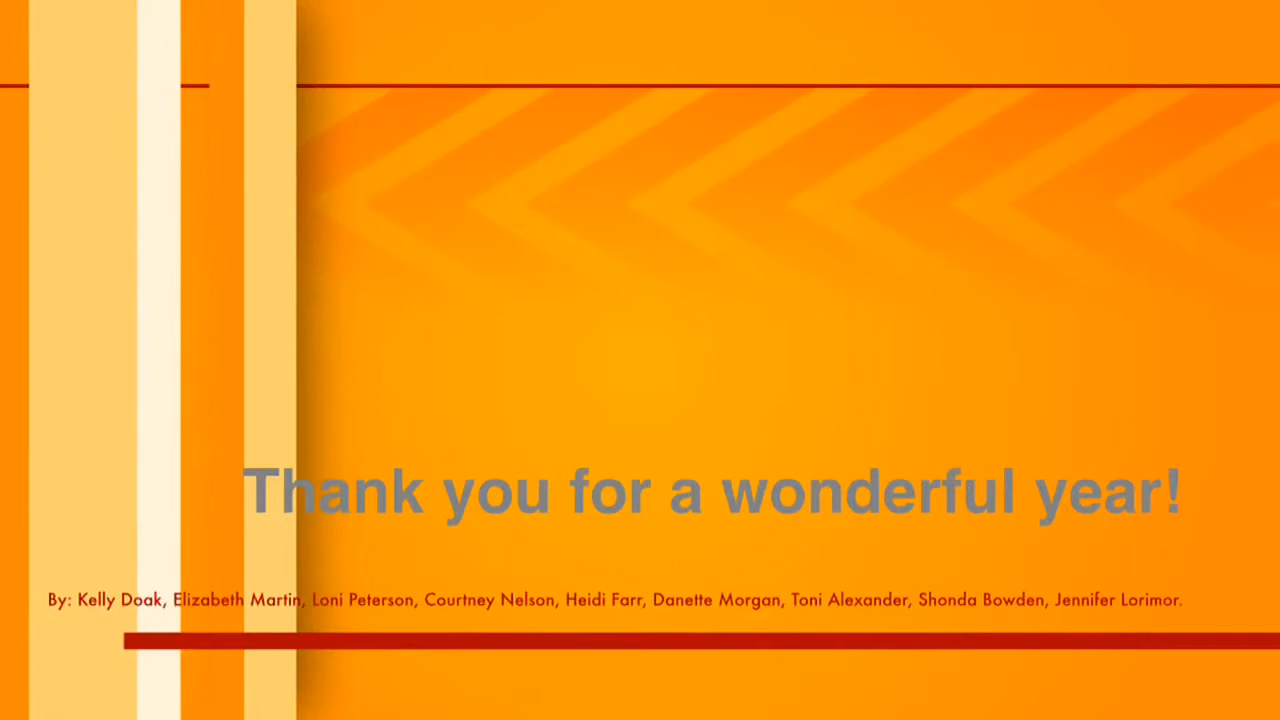 Thank you for a wonderful year!
By: Kelly Doak, Elizabeth Martin, Loni Peterson, Courtney Nelson, Heidi Farr, Danette Morgan, Toni Alexander, Shonda Bowden, Jennifer Lorimor.